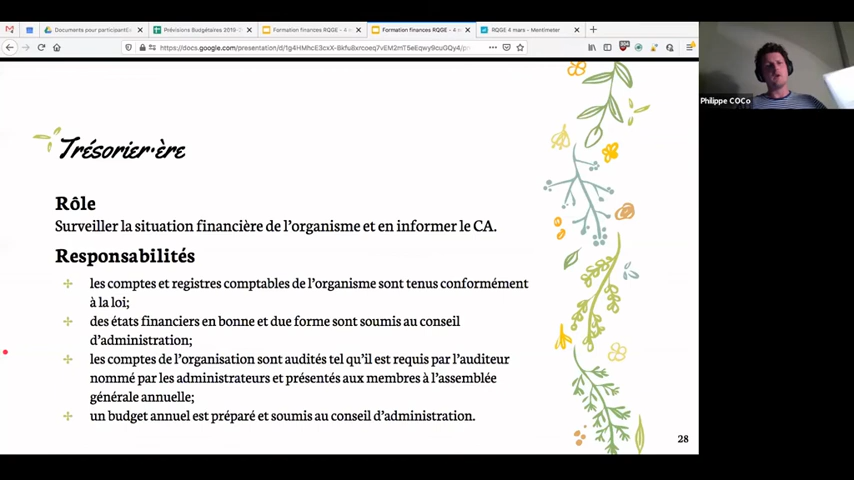 Documents pour participant
Prévisions Budgétaires 2019-2
Formation finances RQGE - 4 m
Formation finances RQGE - 4 m
RQGE 4 mars - Mentimeter
Philippe COCo
Trésorier·ère
Rôle
Surveiller la situation financière de l'organisme et en informer le CA.
Responsabilités
les comptes et registres comptables de l'organisme sont tenus conformément
à la loi;
des états financiers en bonne et due forme sont soumis au conseil
d'administration;
les comptes de l'organisation sont audités tel qu'il est requis par l'auditeur
nommé par les administrateurs et présentés aux membres à l'assemblée
générale annuelle;
un budget annuel est préparé et soumis au conseil d'administration.
28